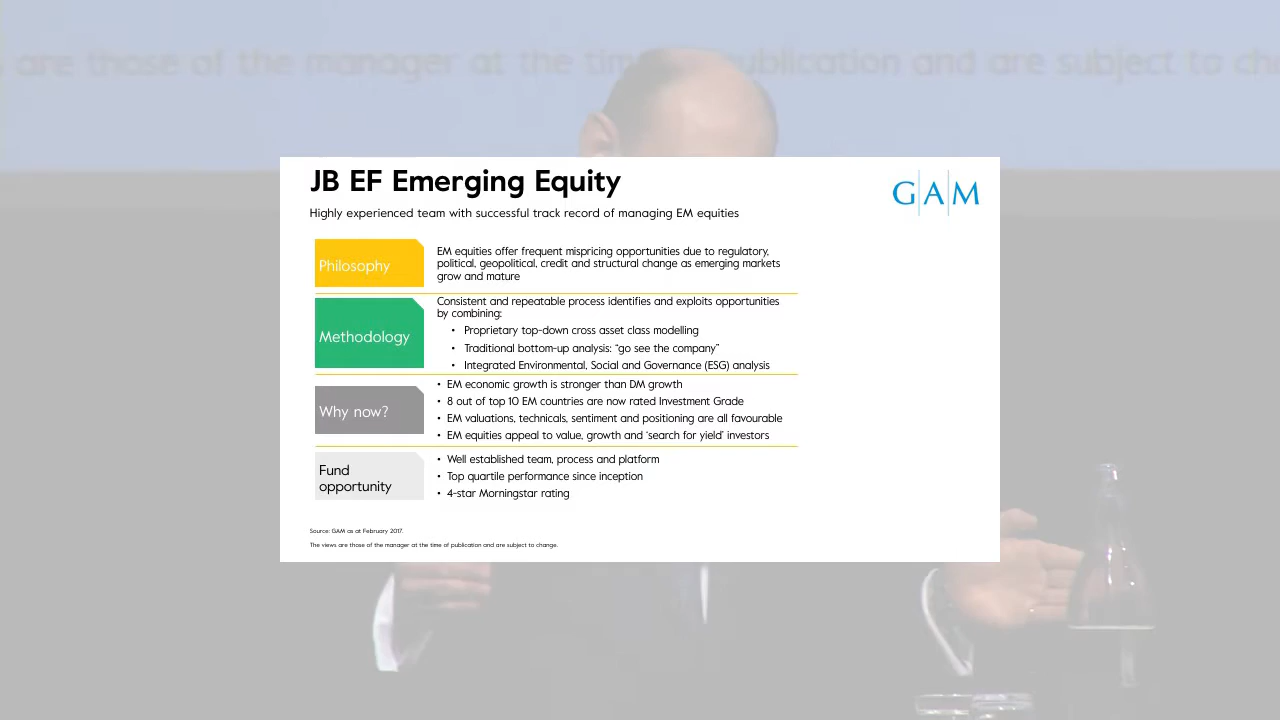 are those of the manager at the time publication and are subject to
JB EF Emerging Equity
GAM
Highly experienced team with successful track record of managing EM equities
Philosophy
EM equities offer frequent mispricing opportunities due to regulatory,
political, geopolitical, credit and structural change as emerging markets
grow and mature
Methodology
Consistent and repeatable process identifies and exploits opportunities
by combining:
• Proprietary top-down cross asset class modelling
• Traditional bottom-up analysis: “go see the company”
• Integrated Environmental, Social and Governance (ESG) analysis
Why now?
• EM economic growth is stronger than DM growth
• 8 out of top 10 EM countries are now rated Investment Grade
• EM valuations, technicals, sentiment and positioning are all favourable
• EM equities appeal to value, growth and ‘search for yield’ investors
Fund
opportunity
• Well established team, process and platform
• Top quartile performance since inception
• 4-star Morningstar rating
Source: GAM as at February 2017.
The views are those of the manager at the time of publication and are subject to change.